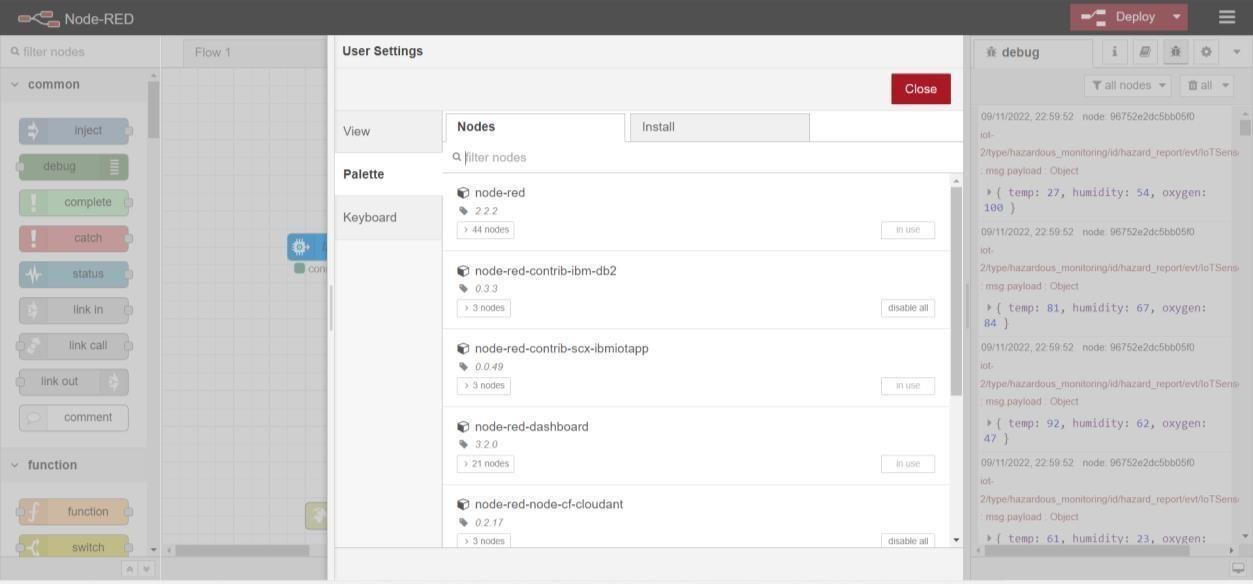 Node-RED
Deploy
filter nodes
common
inject
debug
complete
catch
status
link in
link call
link out
comment
function
function
switch
Flow 1
User Settings
Close
View
Palette
Keyboard
Nodes
Install
filter nodes
node-red
2.2.2
> 44 nodes
in use
node-red-contrib-ibm-db2
0.3.3
> 3 nodes
disable all
node-red-contrib-scx-ibmiotapp
0.0.49
> 3 nodes
in use
node-red-dashboard
3.2.0
> 21 nodes
in use
node-red-node-cf-cloudant
0.2.17
> 3 nodes
disable all
debug
i
all nodes
all
09/11/2022, 22:59:52 node: 96752e2dc5bb05f0
iot-
2/type/hazardous_monitoring/id/hazard_report/evt/IoTSens
: msg.payload : Object
{ temp: 27, humidity: 54, oxygen:
100 }
09/11/2022, 22:59:52 node: 96752e2dc5bb05f0
iot-
2/type/hazardous_monitoring/id/hazard_report/evt/IoTSens
: msg.payload : Object
{ temp: 81, humidity: 67, oxygen:
84 }
09/11/2022, 22:59:52 node: 96752e2dc5bb05f0
iot-
2/type/hazardous_monitoring/id/hazard_report/evt/IoTSens
: msg.payload : Object
{ temp: 92, humidity: 62, oxygen:
47 }
09/11/2022, 22:59:52 node: 96752e2dc5bb05f0
iot-
2/type/hazardous_monitoring/id/hazard_report/evt/IoTSens
: msg.payload : Object
{ temp: 61, humidity: 23, oxygen: